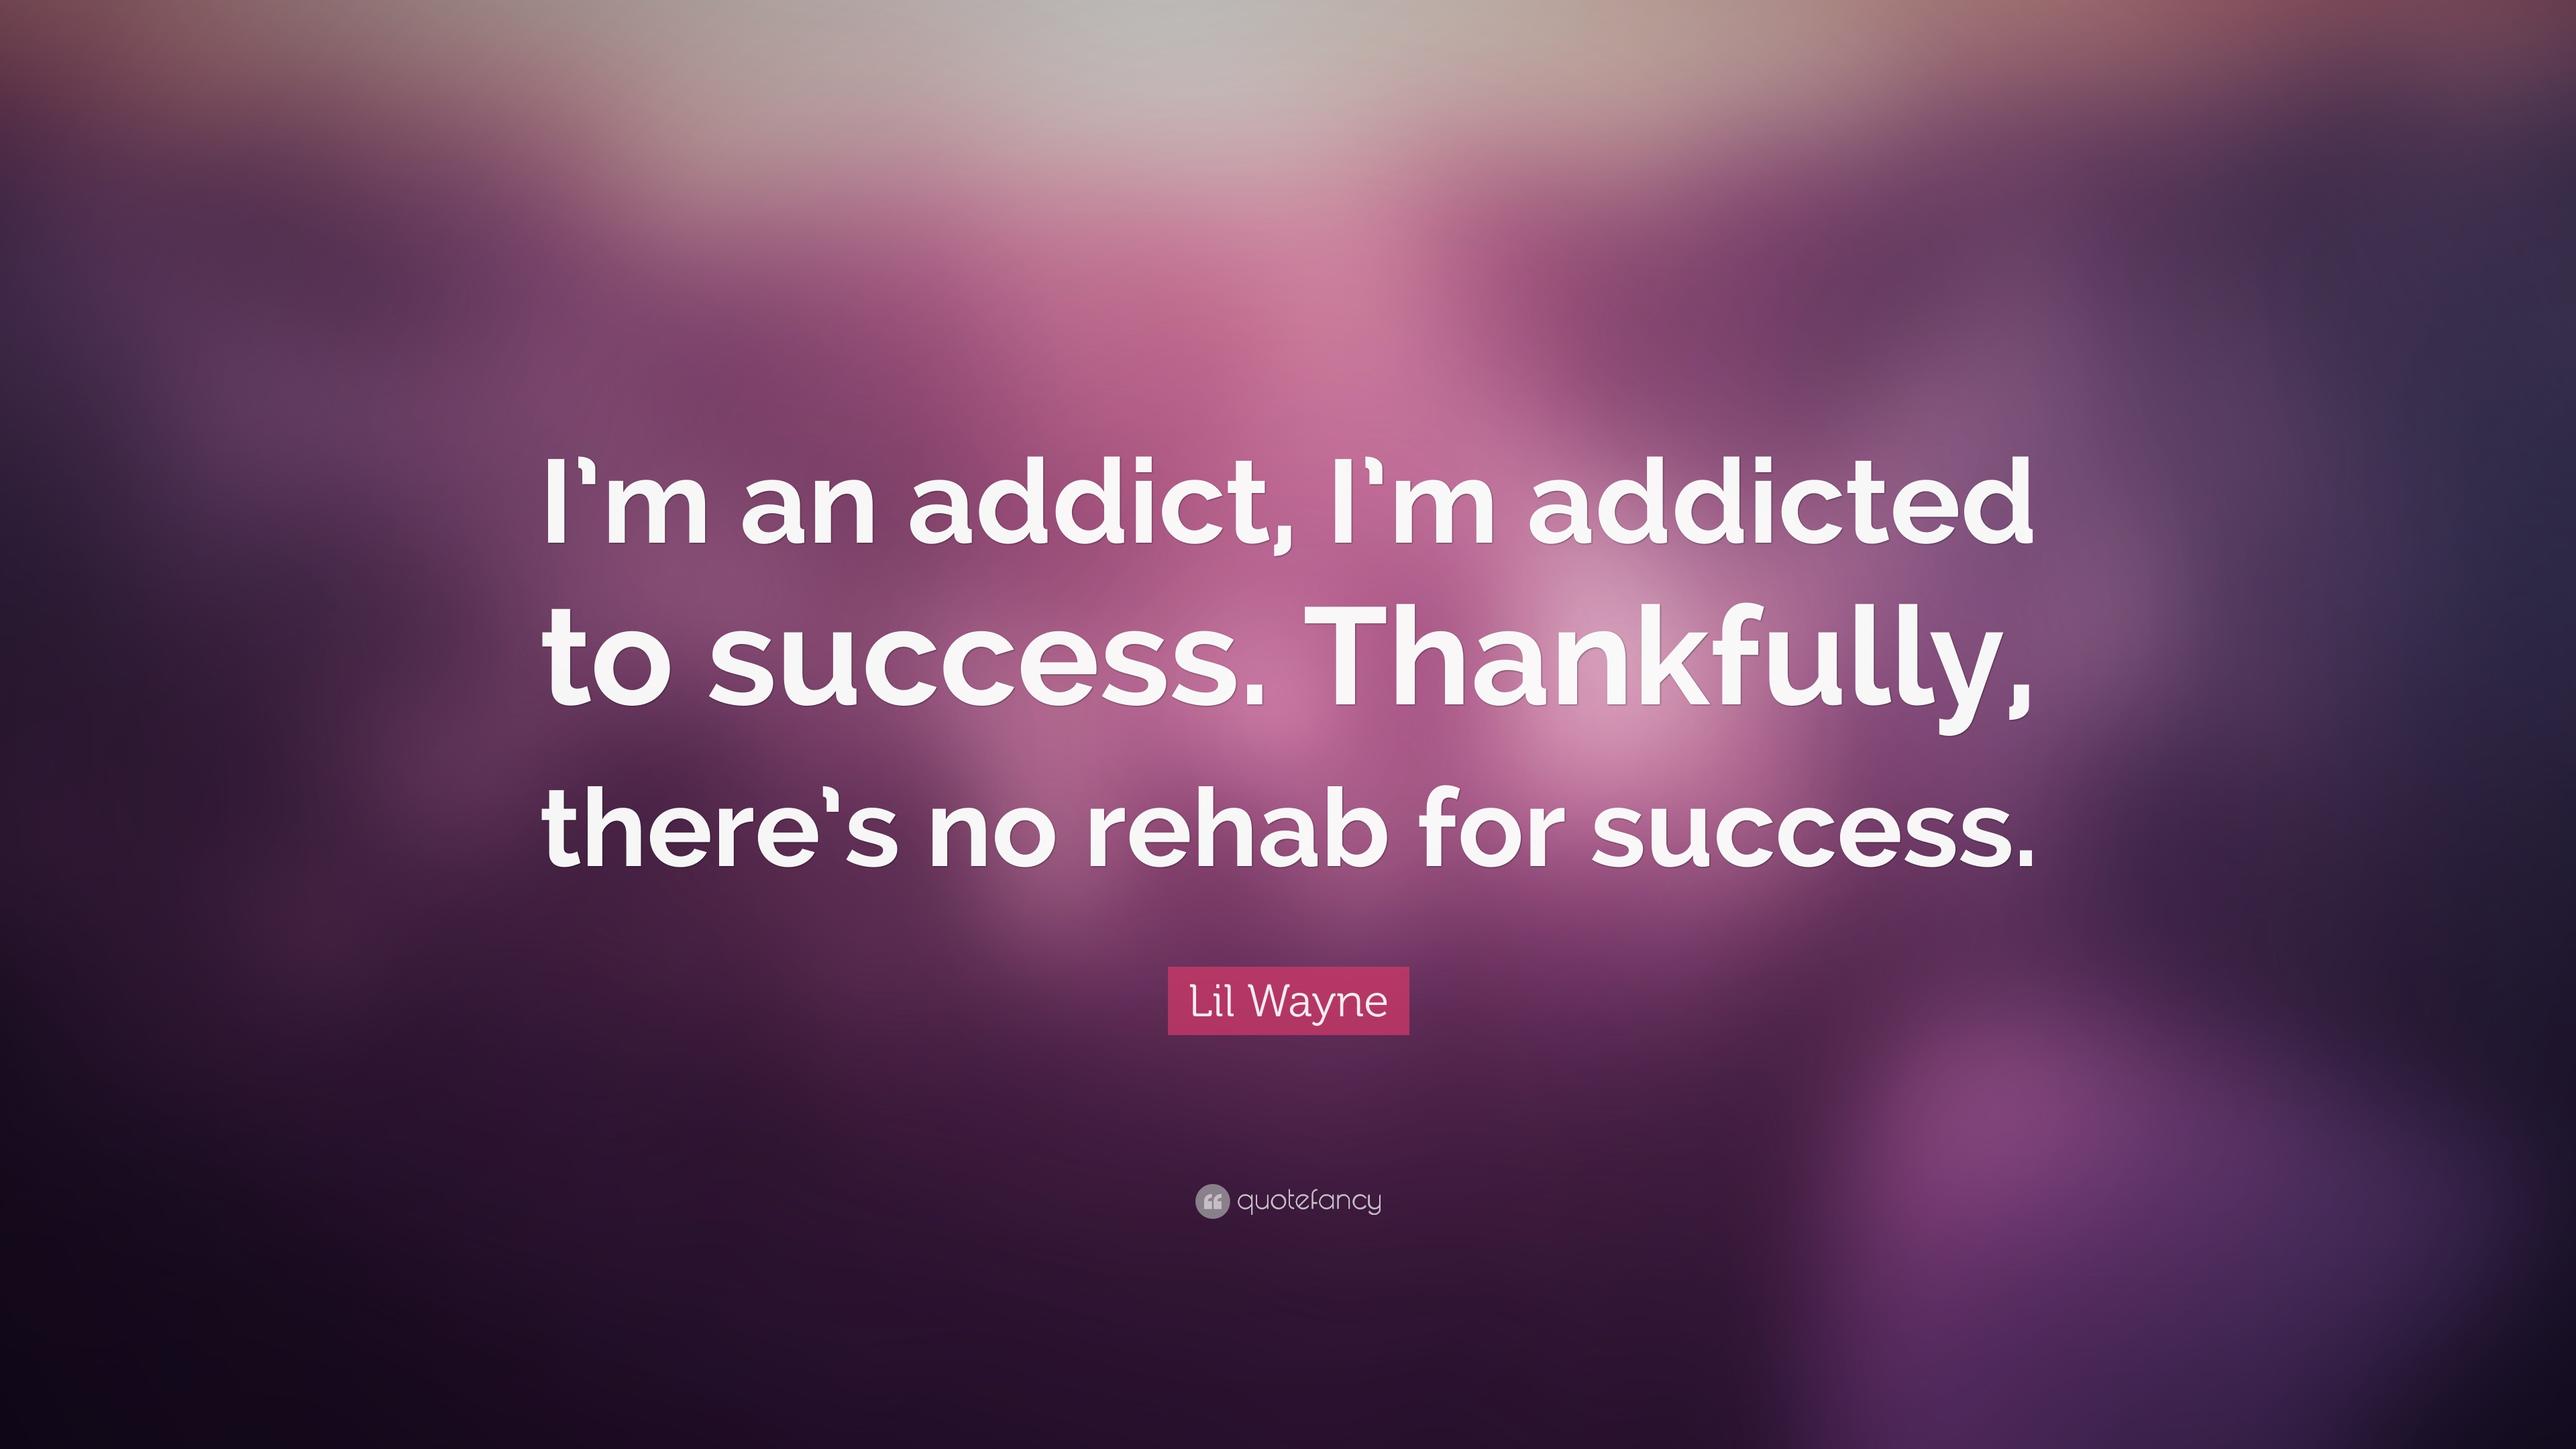 I’m an addict, I’m addicted
to success. Thankfully,
there’s no rehab for success.
Lil Wayne
quotefancy